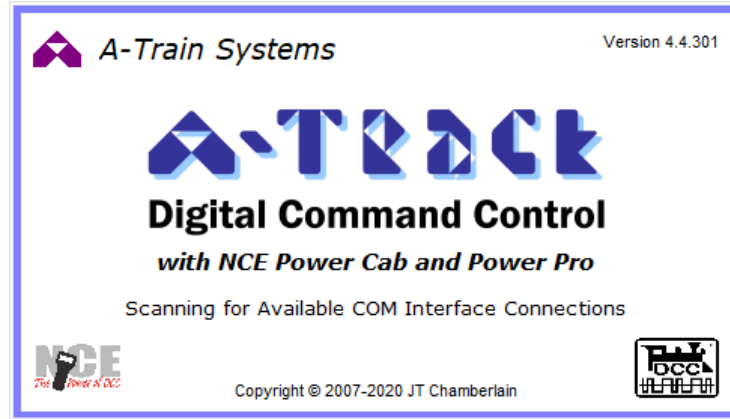 A-Train Systems
Version 4.4.301
A-Track
Digital Command Control
with NCE Power Cab and Power Pro
Scanning for Available COM Interface Connections
NCE
The Power of DCC
DCC
Copyright © 2007-2020 JT Chamberlain